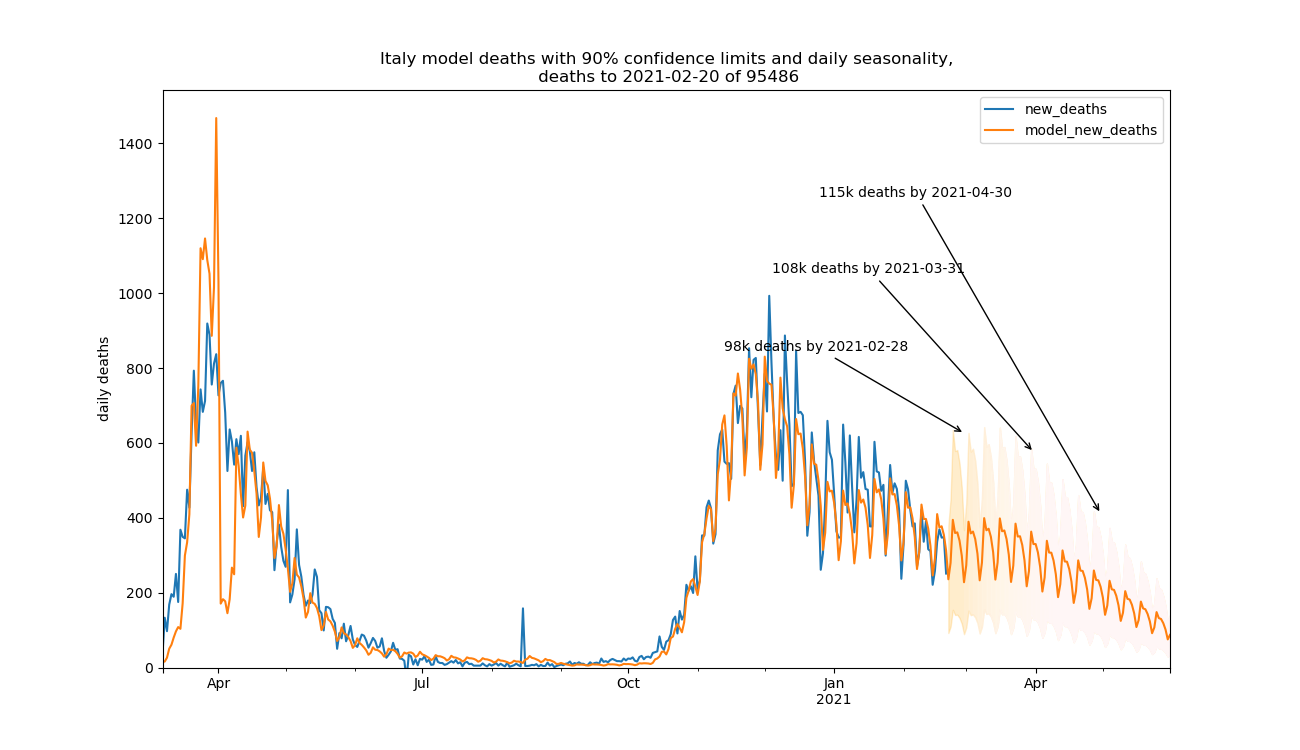 Italy model deaths with 90% confidence limits and daily seasonality,
deaths to 2021-02-20 of 95486
new_deaths
model_new_deaths
115k deaths by 2021-04-30
108k deaths by 2021-03-31
98k deaths by 2021-02-28
daily deaths
1400
1200
1000
800
600
400
200
0
Apr
Jul
Oct
Jan
2021
Apr